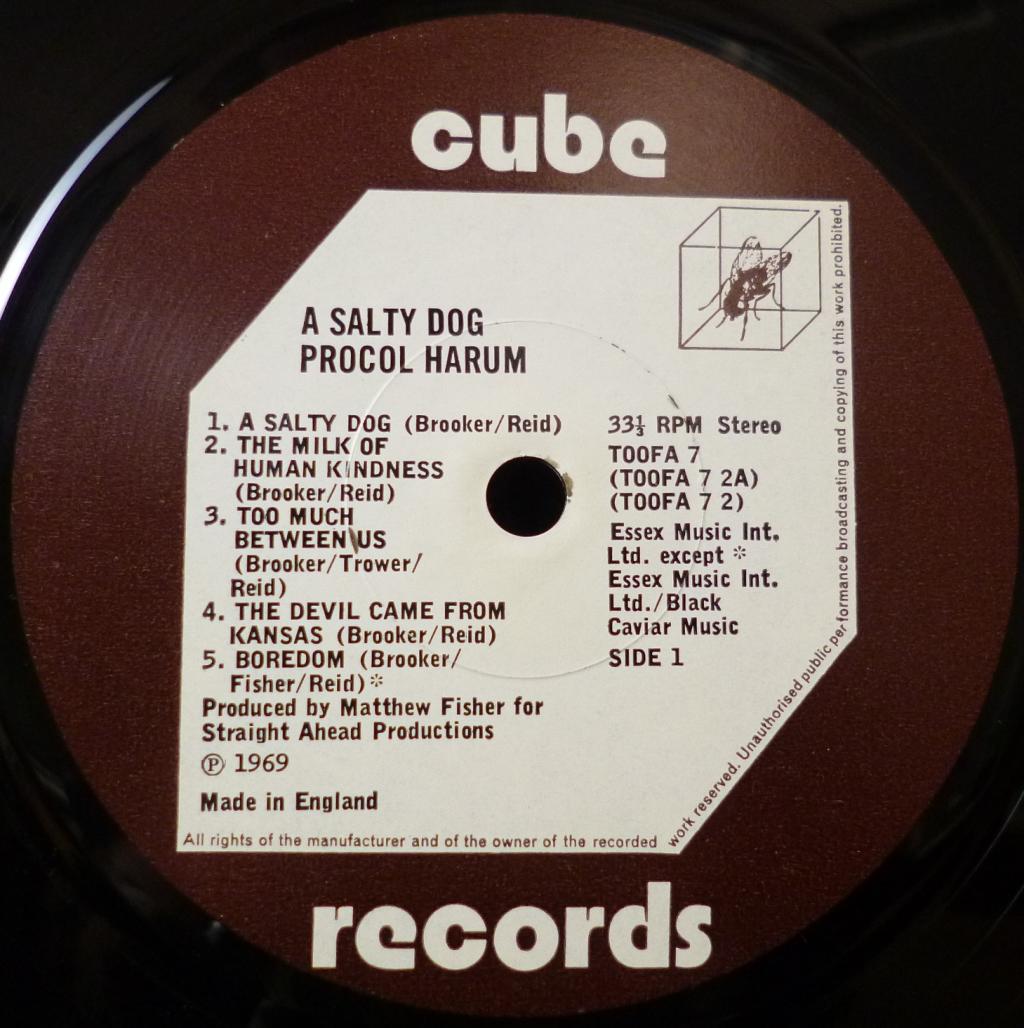 cube
A SALTY DOG
PROCOL HARUM
1. A SALTY DOG (Brooker/Reid)
2. THE MILK OF
HUMAN KINDNESS
(Brooker/Reid)
3. TOO MUCH
BETWEEN US
(Brooker/Trower/
Reid)
4. THE DEVIL CAME FROM
KANSAS (Brooker/Reid)
5. BOREDOM (Brooker/
Fisher/Reid)*
Produced by Matthew Fisher for
Straight Ahead Productions
℗ 1969
Made in England
33⅓ RPM Stereo
TOOFA 7
(TOOFA 7 2A)
(TOOFA 7 2)
Essex Music Int.
Ltd. except *
Essex Music Int.
Ltd./Black
Caviar Music
SIDE 1
All rights of the manufacturer and of the owner of the recorded
work reserved. Unauthorised public performance broadcasting and copying of this work prohibited.
records